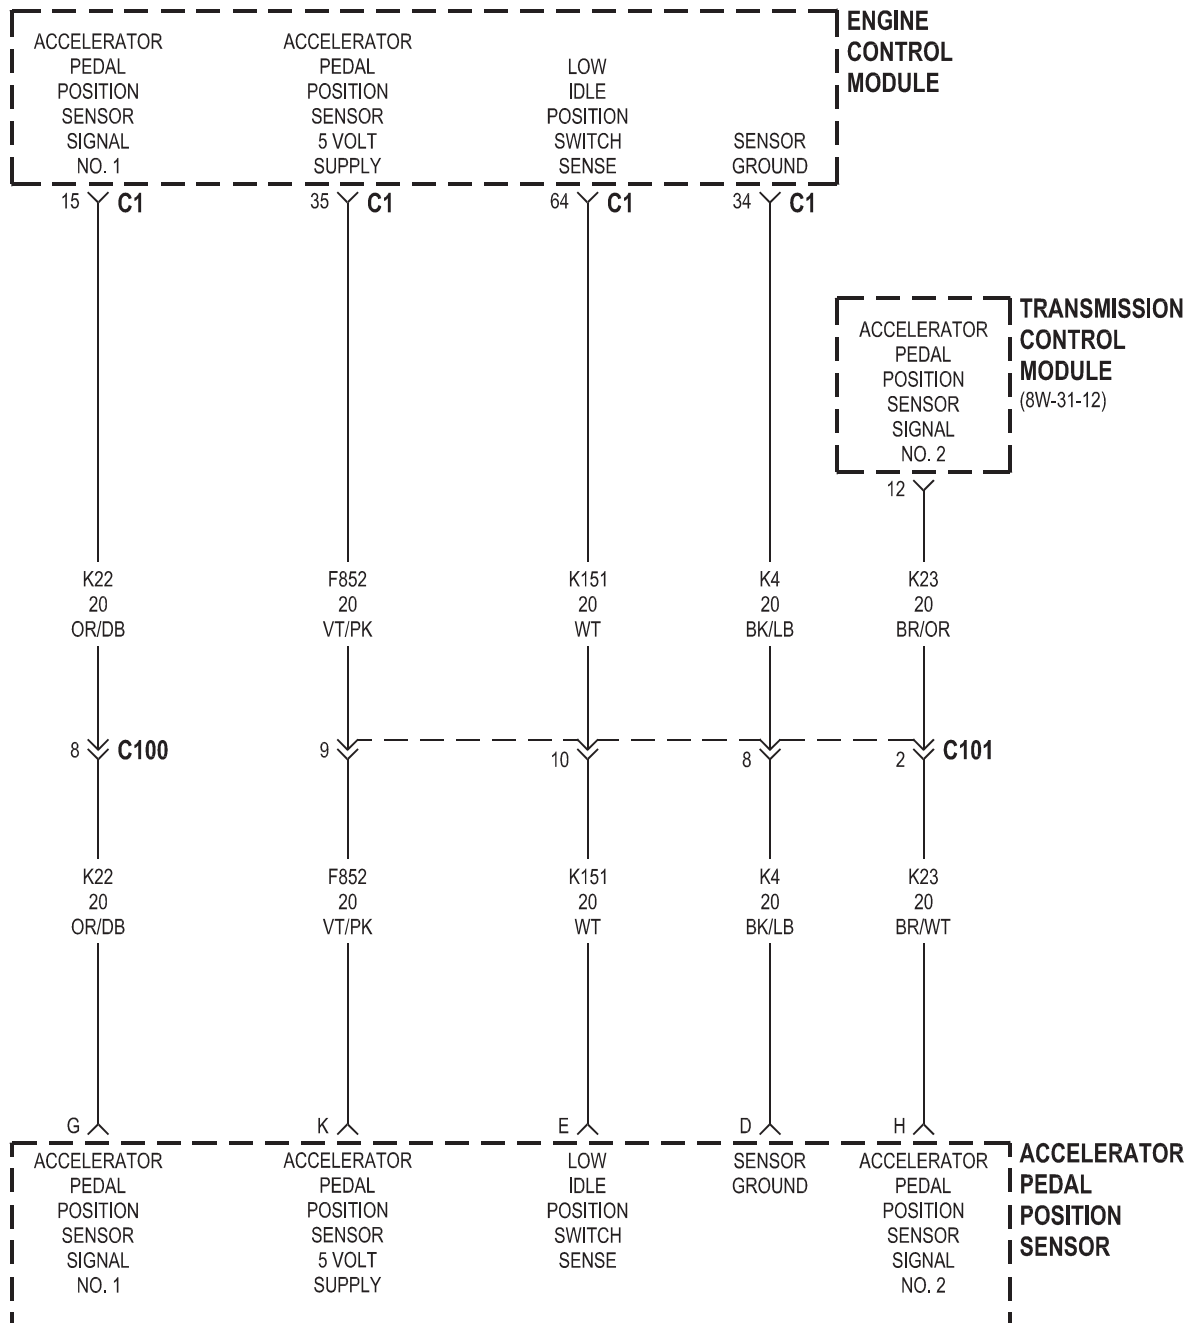 ENGINE
CONTROL
MODULE
ACCELERATOR
PEDAL
POSITION
SENSOR
SIGNAL
NO. 1
ACCELERATOR
PEDAL
POSITION
SENSOR
5 VOLT
SUPPLY
LOW
IDLE
POSITION
SWITCH
SENSE
SENSOR
GROUND
15 C1
35 C1
64 C1
34 C1
TRANSMISSION
CONTROL
MODULE
(8W-31-12)
ACCELERATOR
PEDAL
POSITION
SENSOR
SIGNAL
NO. 2
12
K22
20
OR/DB
F852
20
VT/PK
K151
20
WT
K4
20
BK/LB
K23
20
BR/OR
8 C100
9
10
8
2 C101
K22
20
OR/DB
F852
20
VT/PK
K151
20
WT
K4
20
BK/LB
K23
20
BR/WT
G
K
E
D
H
ACCELERATOR
PEDAL
POSITION
SENSOR
SIGNAL
NO. 1
ACCELERATOR
PEDAL
POSITION
SENSOR
5 VOLT
SUPPLY
LOW
IDLE
POSITION
SWITCH
SENSE
SENSOR
GROUND
ACCELERATOR
PEDAL
POSITION
SENSOR
SIGNAL
NO. 2
ACCELERATOR
PEDAL
POSITION
SENSOR